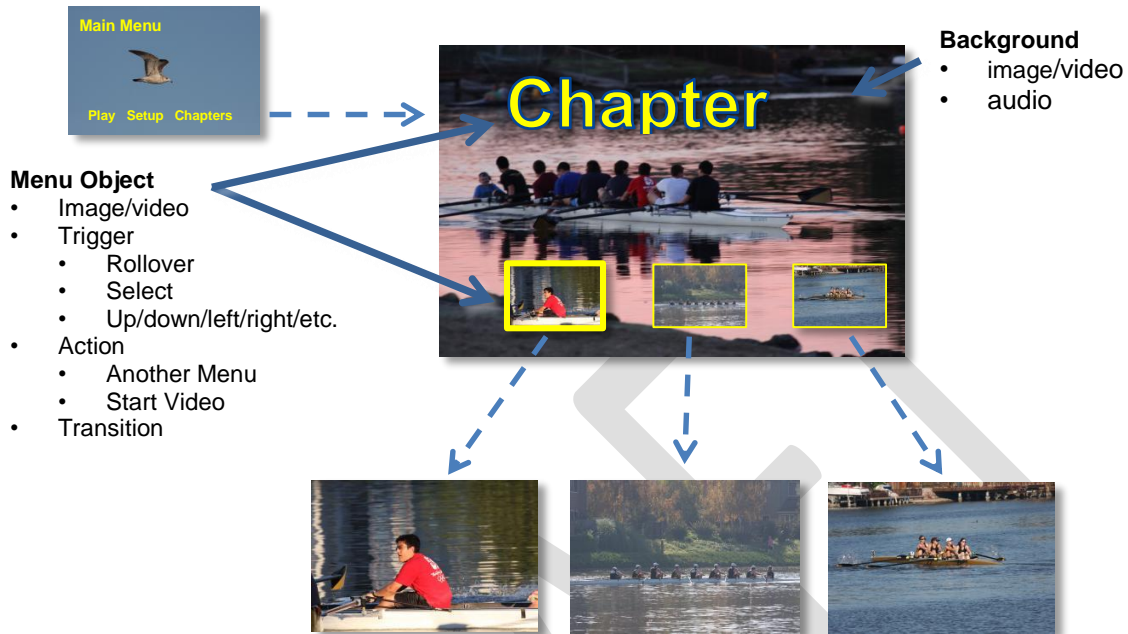 Main Menu
Play Setup Chapters
Chapter
Background
• image/video
• audio
Menu Object
• Image/video
• Trigger
• Rollover
• Select
• Up/down/left/right/etc.
• Action
• Another Menu
• Start Video
• Transition